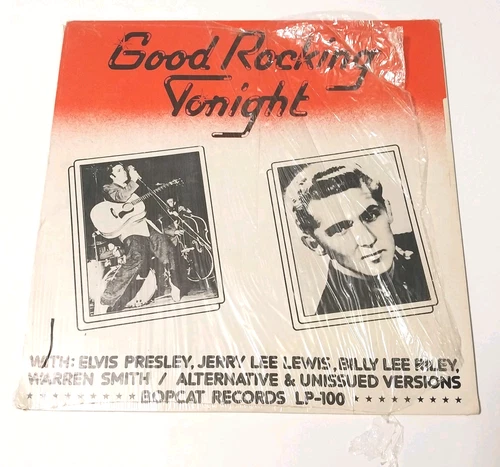 Good Rocking
Tonight
WITH: ELVIS PRESLEY, JERRY LEE LEWIS, BILLY LEE RILEY,
WARREN SMITH / ALTERNATIVE & UNISSUED VERSIONS
BOPCAT RECORDS LP-100